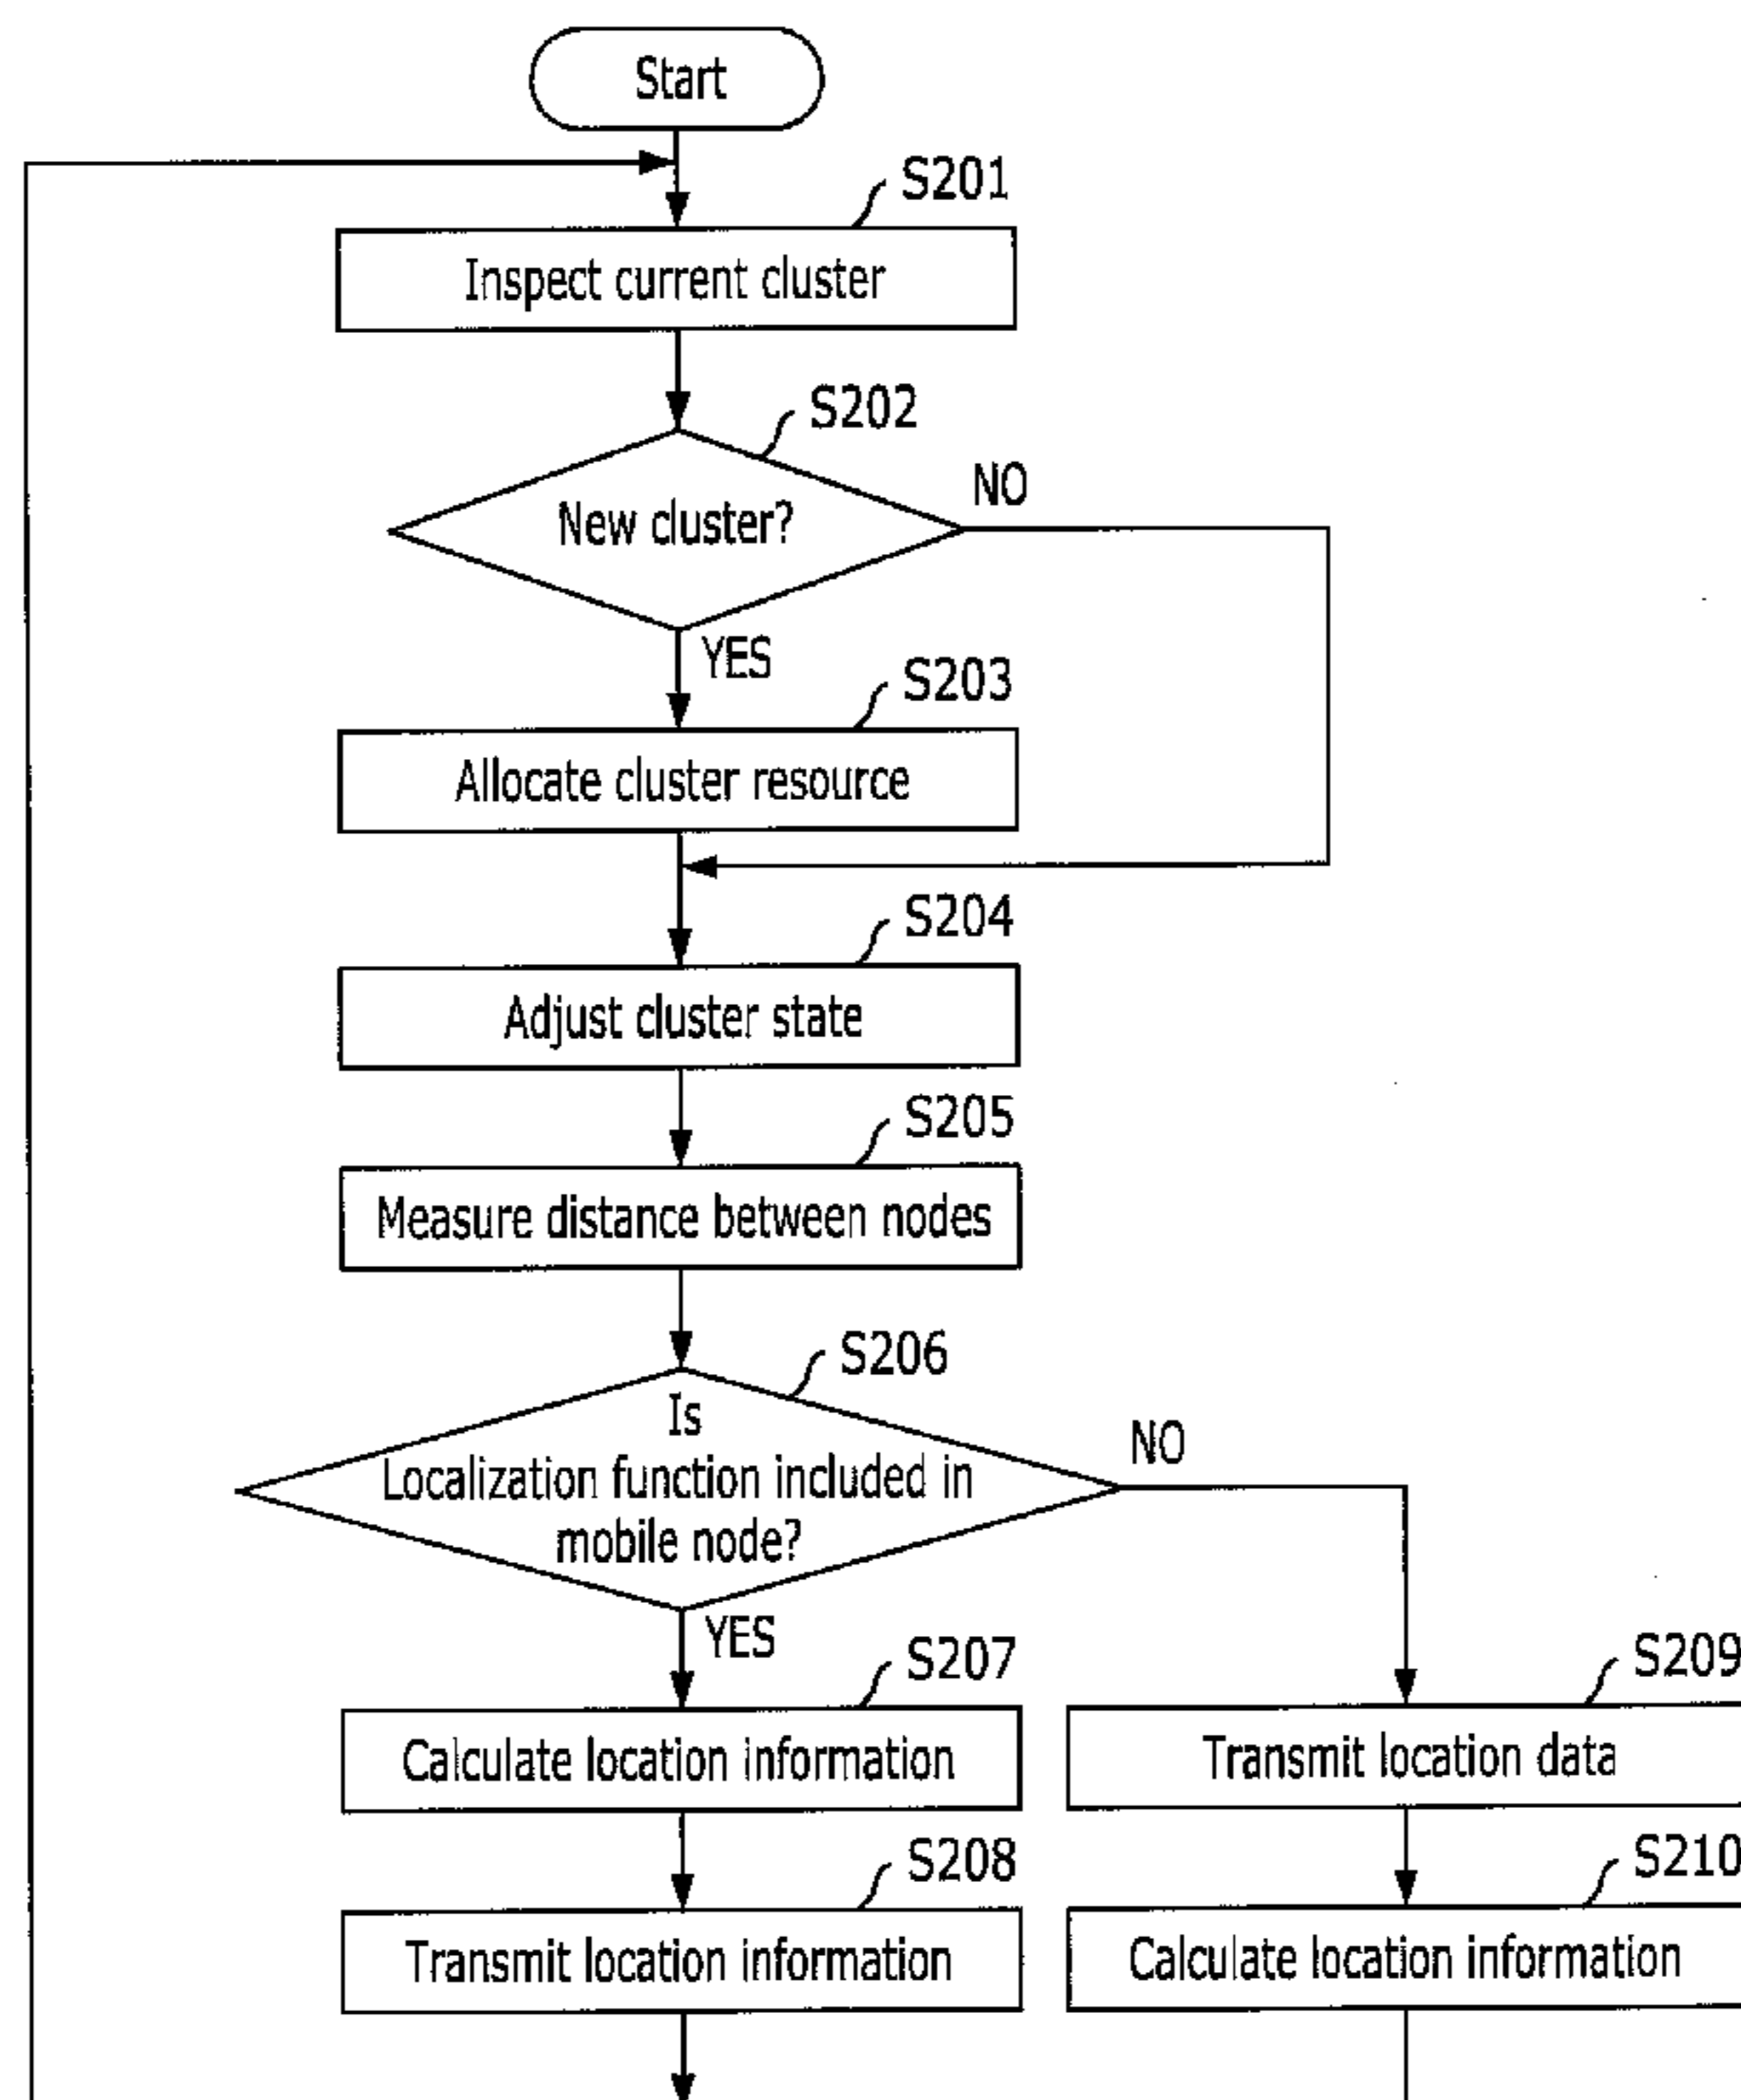 Start
S201
Inspect current cluster
S202
New cluster?
NO
YES
S203
Allocate cluster resource
S204
Adjust cluster state
S205
Measure distance between nodes
S206
Is
Localization function included in
mobile node?
NO
YES
S207
Calculate location information
S209
Transmit location data
S208
Transmit location information
S210
Calculate location information